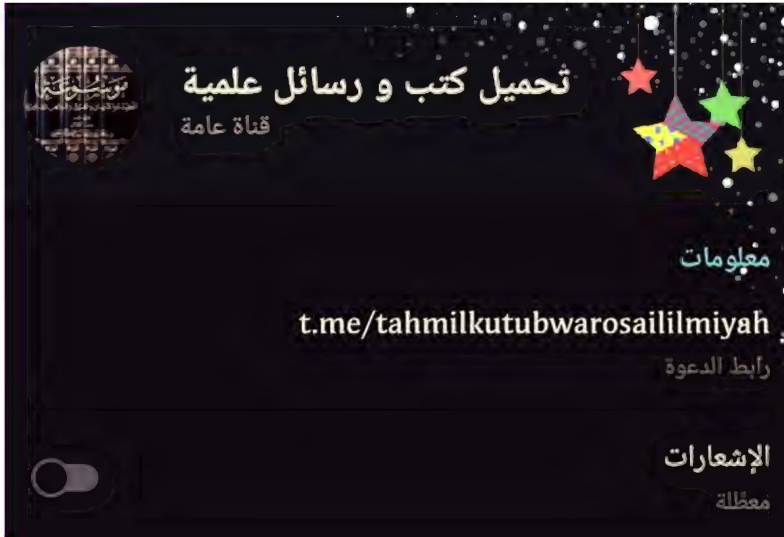 تحميل كتب و رسائل علمية
قناة عامة
معلومات
t.me/tahmilkutubwarosaililmiyah
رابط الدعوة
الإشعارات
معطلة